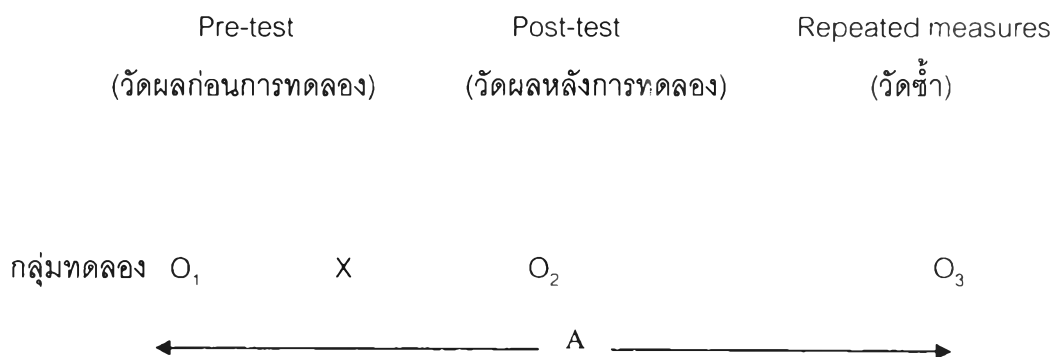 Pre-test Post-test Repeated measures
(วัดผลก่อนการทดลอง) (วัดผลหลังการทดลอง) (วัดซ้ำ)
กลุ่มทดลอง O₁ X O₂ O₃
A